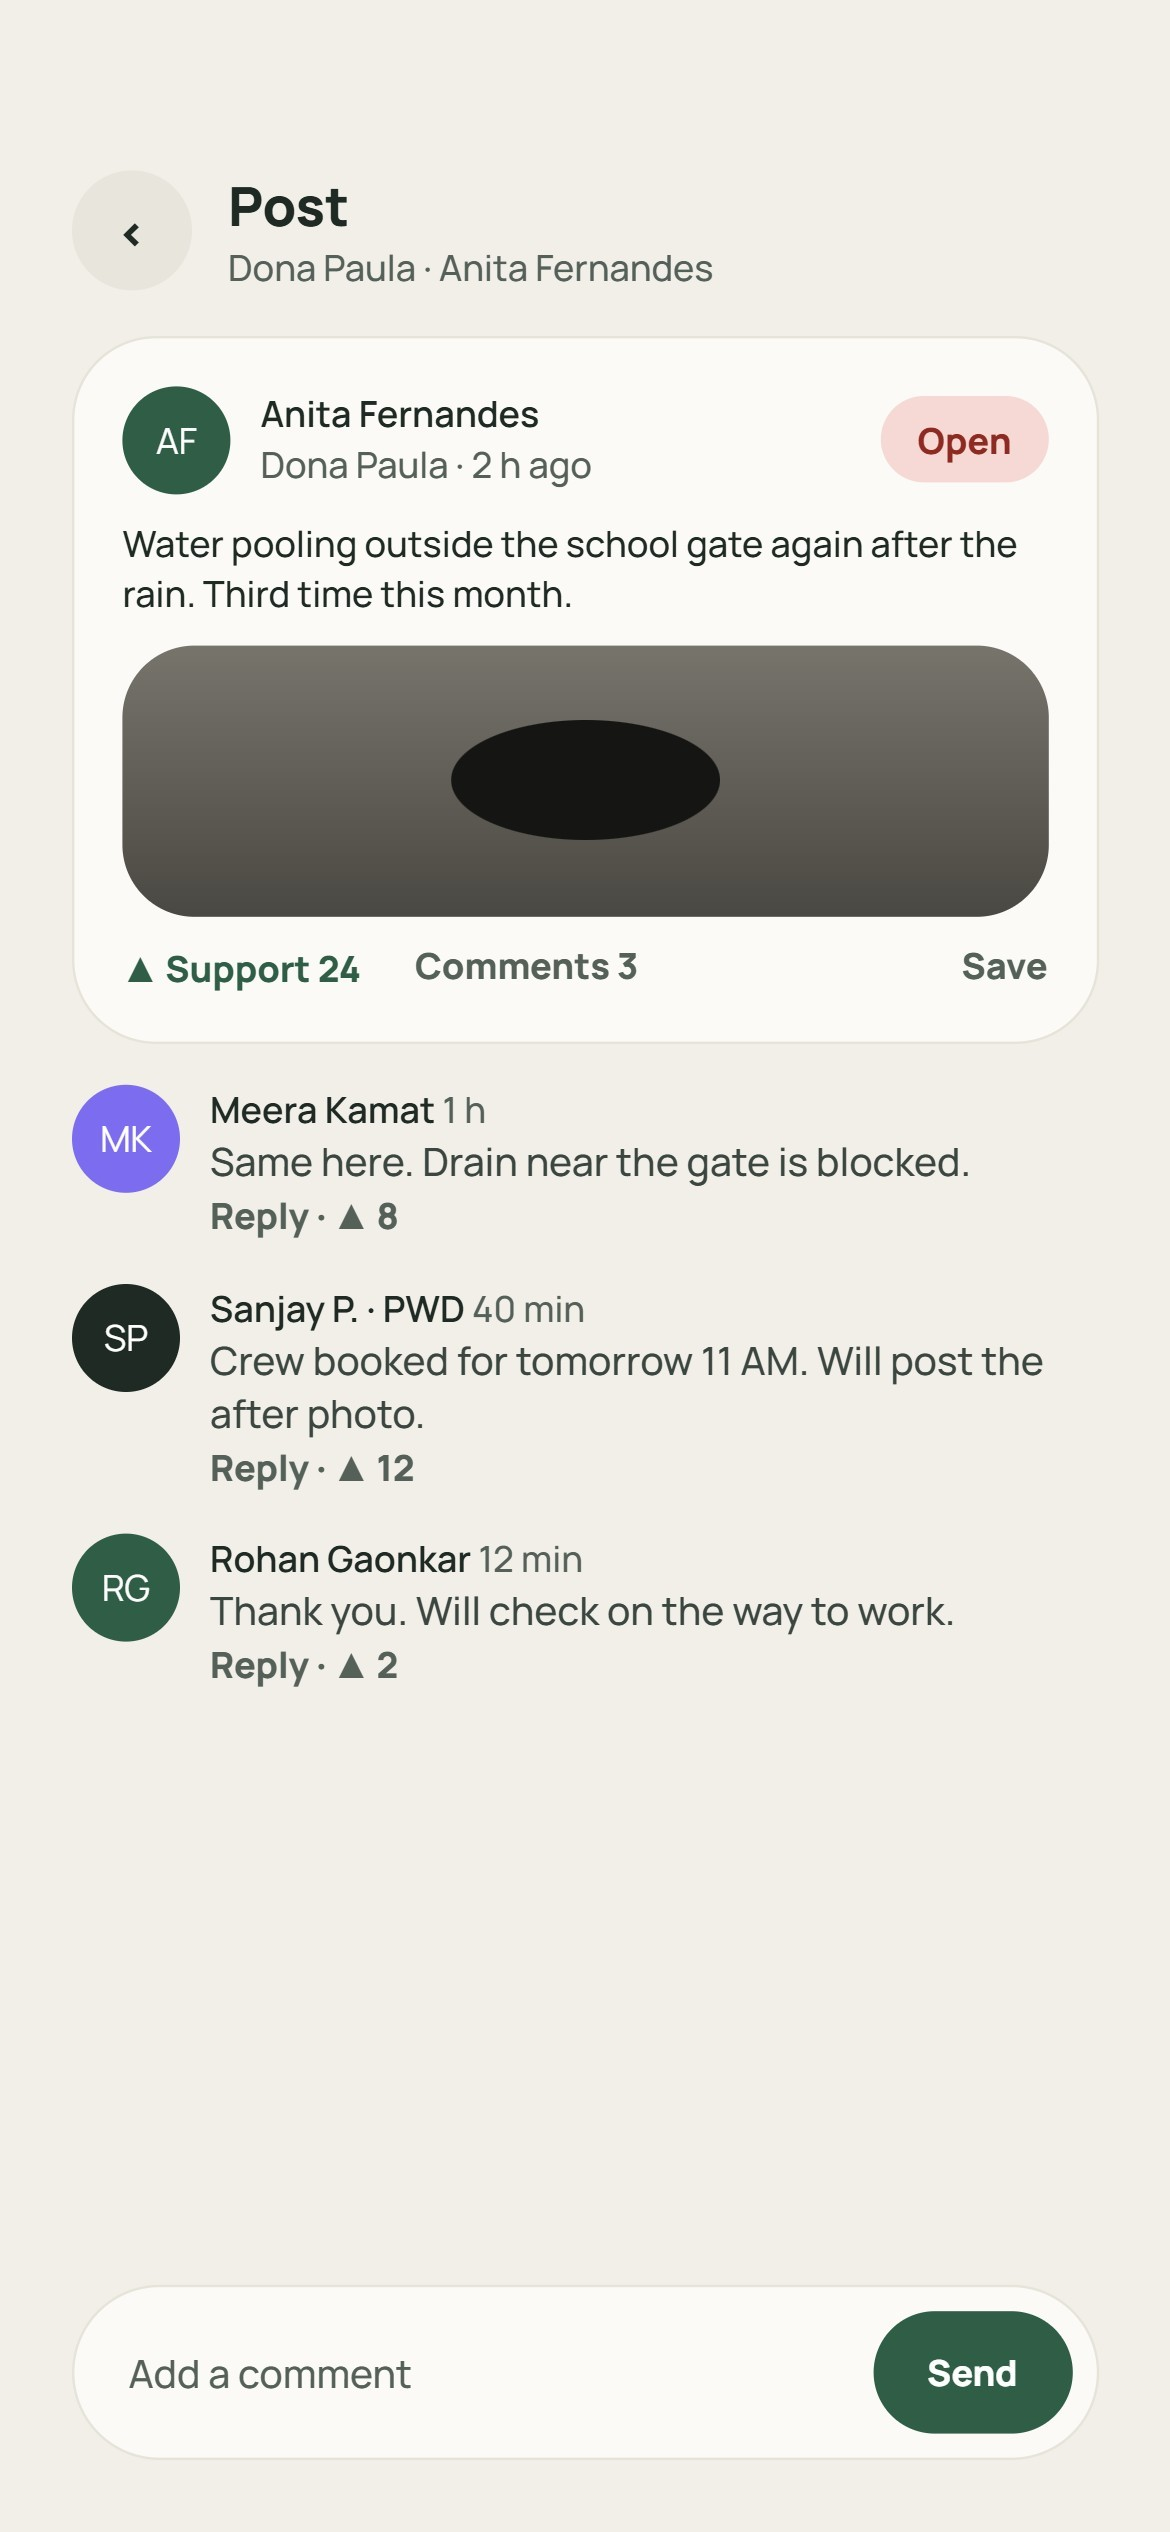 Post
Dona Paula · Anita Fernandes
AF
Anita Fernandes
Dona Paula · 2 h ago
Open
Water pooling outside the school gate again after the
rain. Third time this month.
▲ Support 24
Comments 3
Save
MK
Meera Kamat 1 h
Same here. Drain near the gate is blocked.
Reply · ▲ 8
SP
Sanjay P. · PWD 40 min
Crew booked for tomorrow 11 AM. Will post the
after photo.
Reply · ▲ 12
RG
Rohan Gaonkar 12 min
Thank you. Will check on the way to work.
Reply · ▲ 2
Add a comment
Send